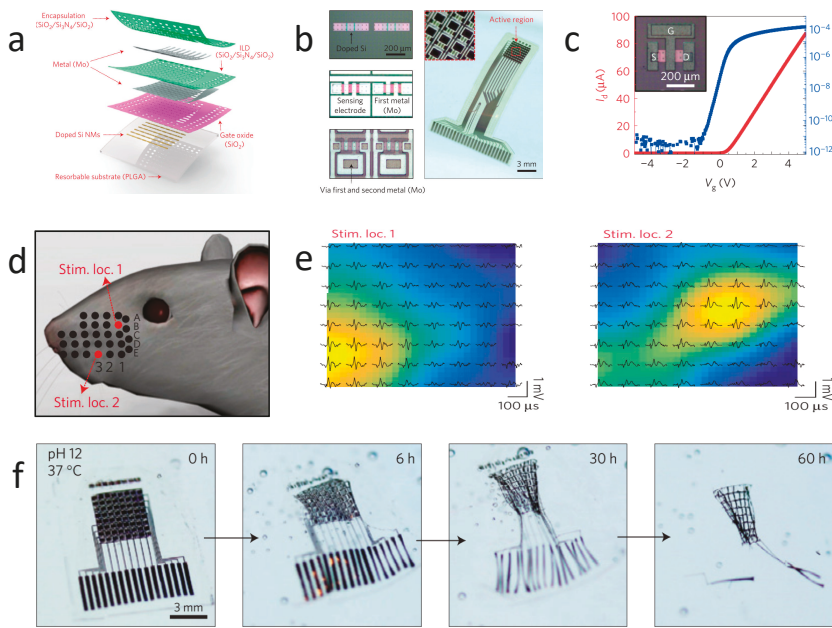 a
Encapsulation
(SiO₂/Si₃N₄/SiO₂)
ILD
(SiO₂/Si₃N₄/SiO₂)
Metal (Mo)
Doped Si NMs
Gate oxide
(SiO₂)
Resorbable substrate (PLGA)
b
Doped Si
200 μm
Sensing
electrode
First metal
(Mo)
Via first and second metal (Mo)
Active region
3 mm
c
100
80
60
40
20
0
I_d (μA)
-4
-2
0
2
4
V_g (V)
10⁻⁴
10⁻⁶
10⁻⁸
10⁻¹⁰
10⁻¹²
G
S
D
200 μm
d
Stim. loc. 1
A
B
C
D
E
3 2 1
Stim. loc. 2
e
Stim. loc. 1
1 mV
100 μs
Stim. loc. 2
1 mV
100 μs
f
pH 12
37 °C
0 h
3 mm
6 h
30 h
60 h